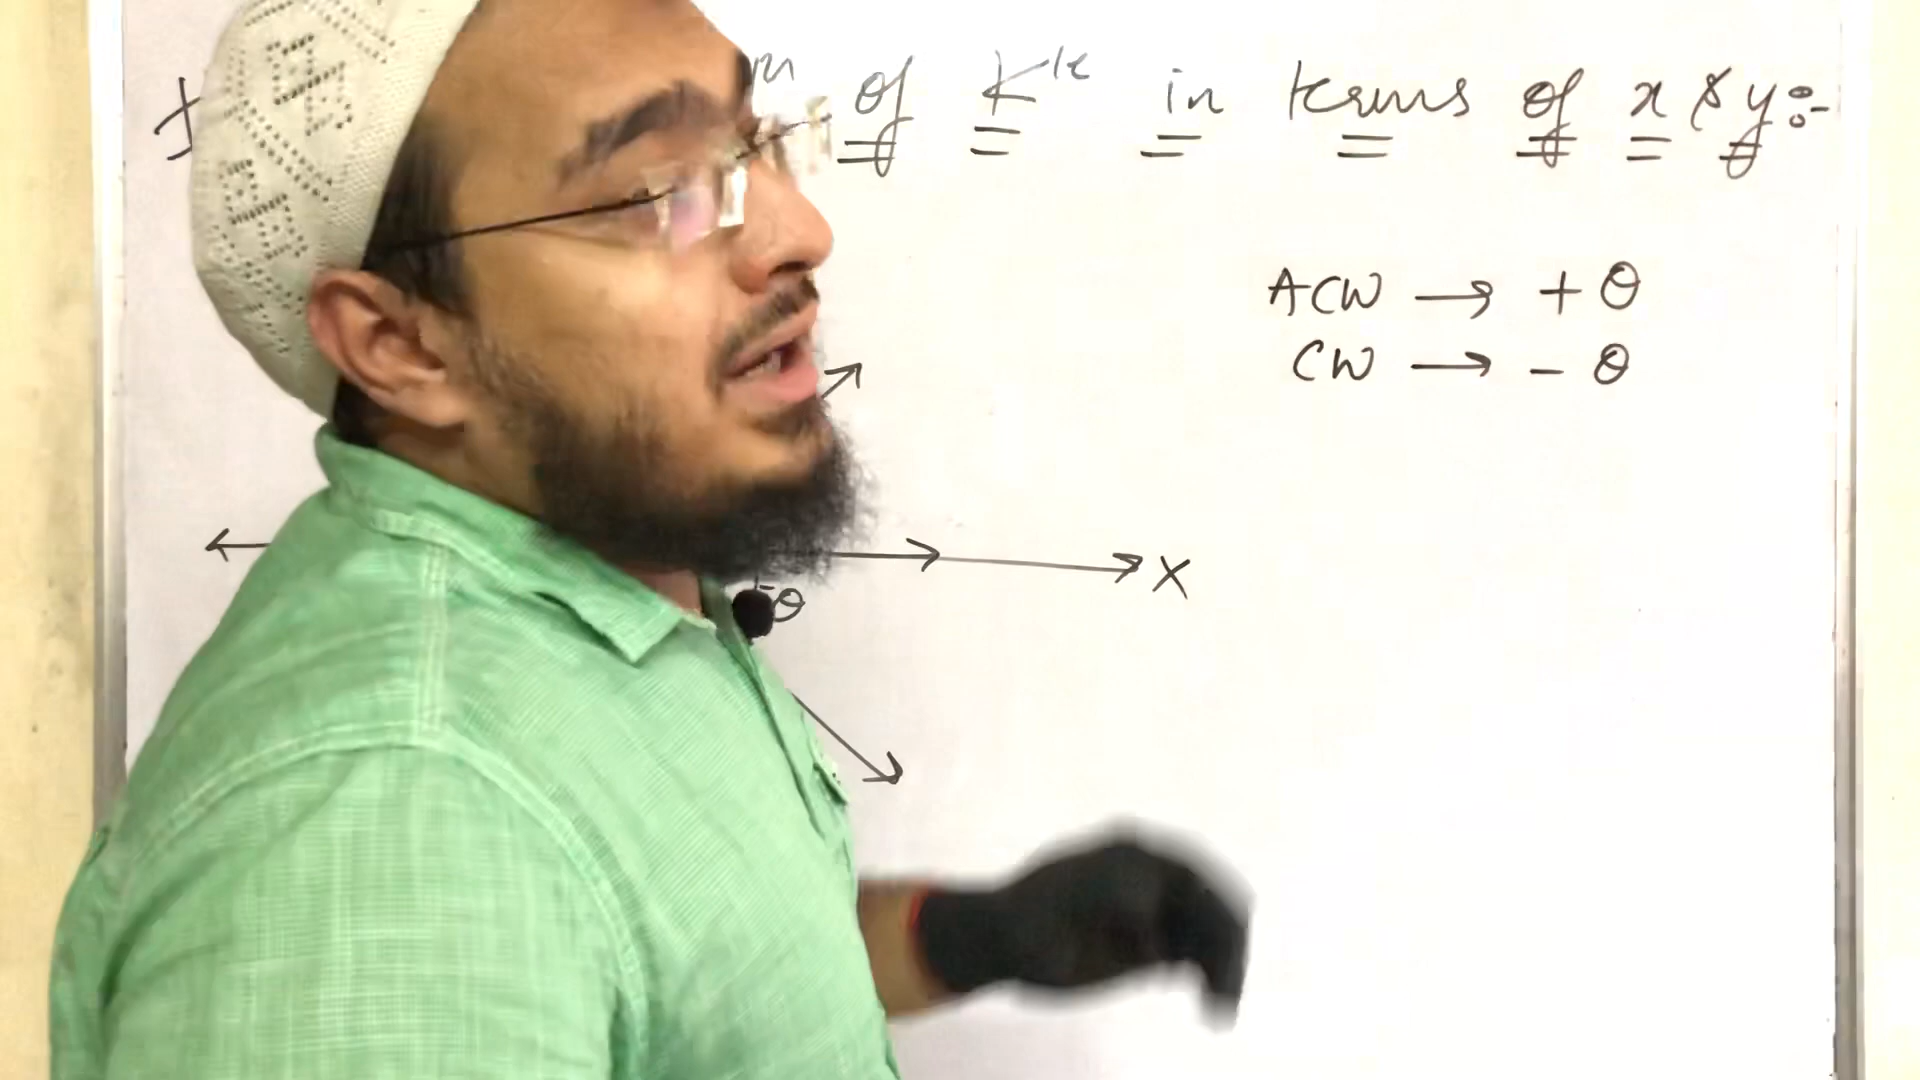 of K in terms of x & y:-
ACW → + θ
CW → - θ
X
-θ